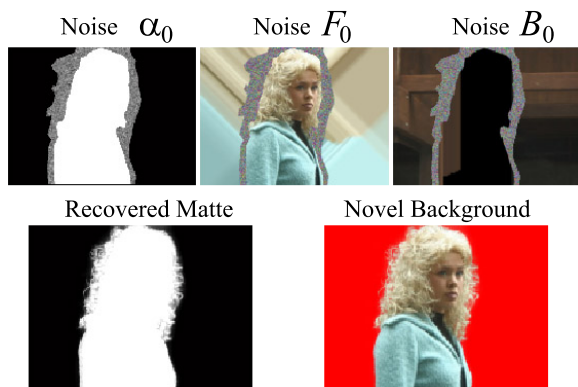 Noise α₀
Noise F₀
Noise B₀
Recovered Matte
Novel Background